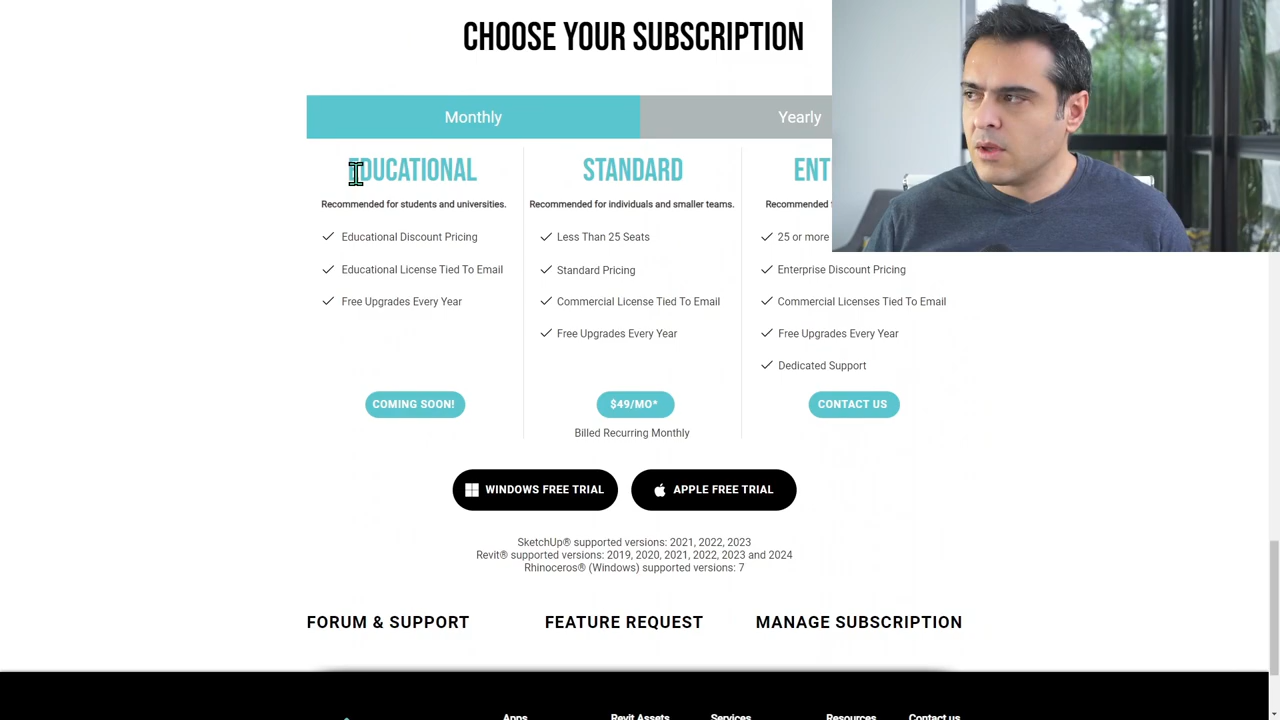 CHOOSE YOUR SUBSCRIPTION
Monthly
Yearly
EDUCATIONAL
Recommended for students and universities.
Educational Discount Pricing
Educational License Tied To Email
Free Upgrades Every Year
COMING SOON!
STANDARD
Recommended for individuals and smaller teams.
Less Than 25 Seats
Standard Pricing
Commercial License Tied To Email
Free Upgrades Every Year
$49/MO*
Billed Recurring Monthly
ENT
Recommended f
25 or more
Enterprise Discount Pricing
Commercial Licenses Tied To Email
Free Upgrades Every Year
Dedicated Support
CONTACT US
WINDOWS FREE TRIAL
APPLE FREE TRIAL
SketchUp® supported versions: 2021, 2022, 2023
Revit® supported versions: 2019, 2020, 2021, 2022, 2023 and 2024
Rhinoceros® (Windows) supported versions: 7
FORUM & SUPPORT
FEATURE REQUEST
MANAGE SUBSCRIPTION
Apps
Revit Assets
Services
Resources
Contact us